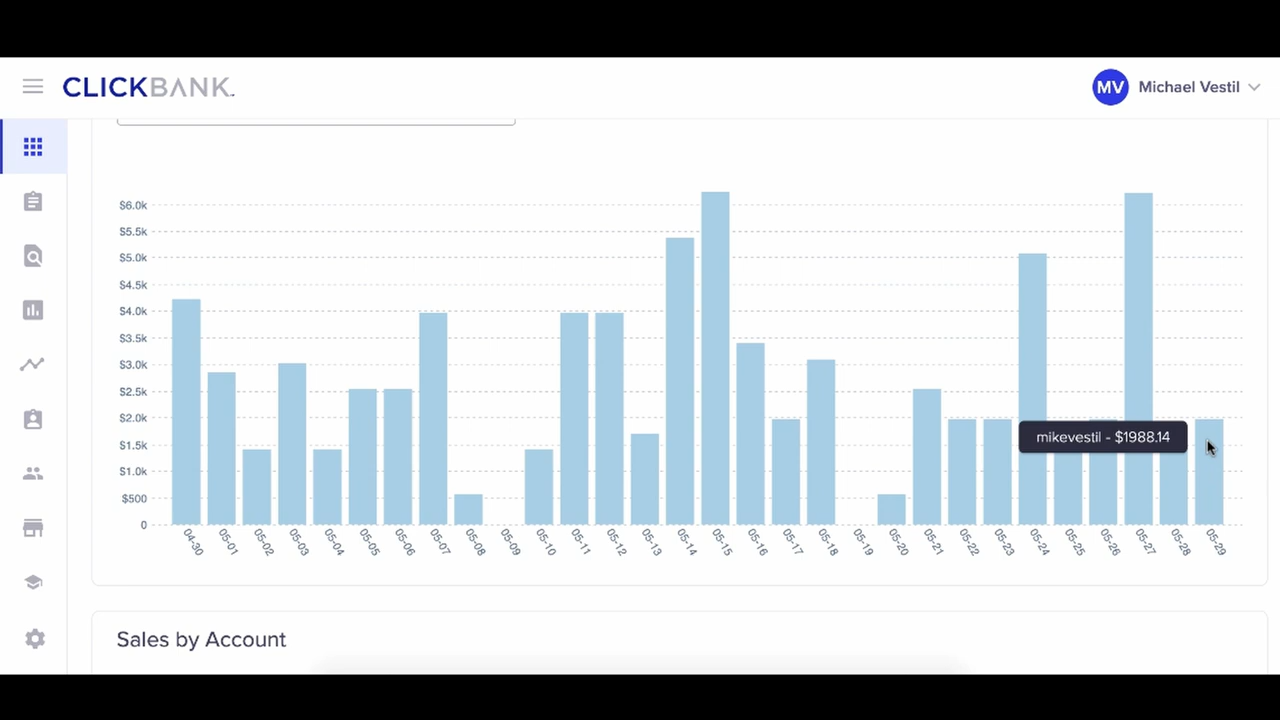 CLICKBANK.
MV Michael Vestil
$6.0k
$5.5k
$5.0k
$4.5k
$4.0k
$3.5k
$3.0k
$2.5k
$2.0k
$1.5k
$1.0k
$500
0
mikevestil - $1988.14
04-30 05-01 05-02 05-03 05-04 05-05 05-06 05-07 05-08 05-09 05-10 05-11 05-12 05-13 05-14 05-15 05-16 05-17 05-18 05-19 05-20 05-21 05-22 05-23 05-24 05-25 05-26 05-27 05-28 05-29
Sales by Account